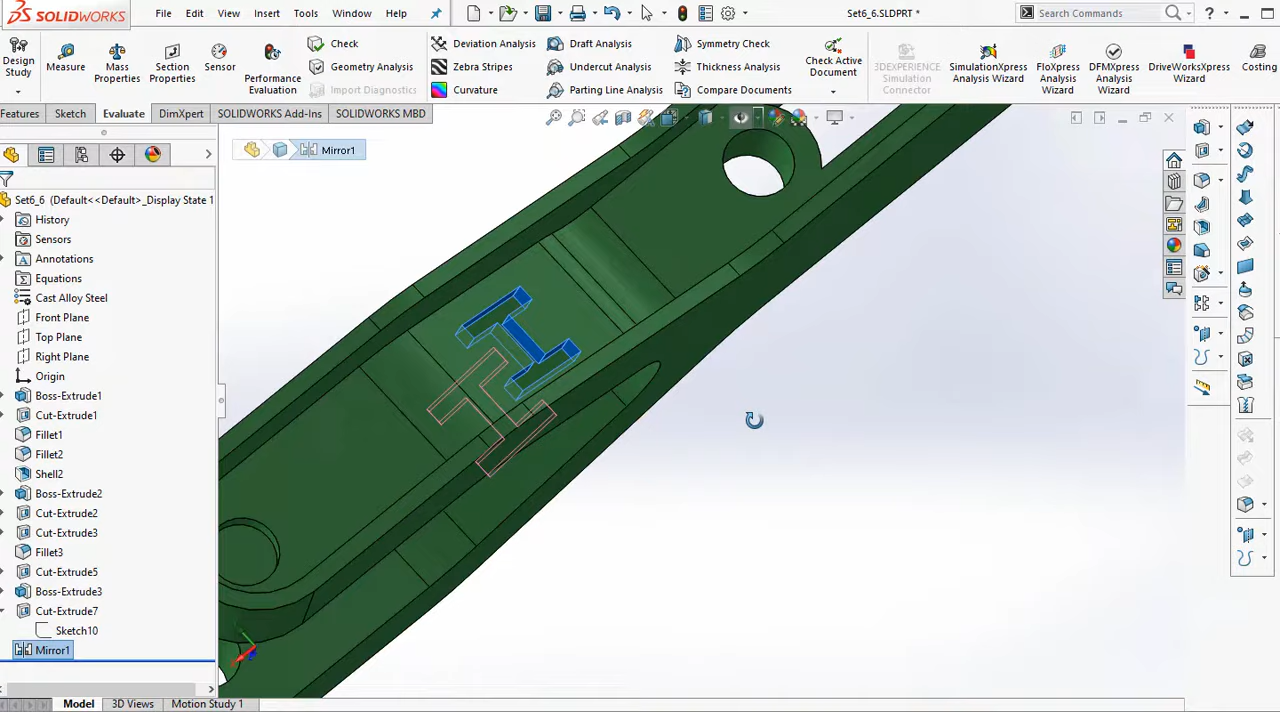 SOLIDWORKS File Edit View Insert Tools Window Help Set6_6.SLDPRT * Search Commands ?
Design Study Measure Mass Properties Section Properties Sensor Performance Evaluation Check Geometry Analysis Import Diagnostics Deviation Analysis Zebra Stripes Curvature Draft Analysis Undercut Analysis Parting Line Analysis Symmetry Check Thickness Analysis Compare Documents Check Active Document 3DEXPERIENCE Simulation Connector SimulationXpress Analysis Wizard FloXpress Analysis Wizard DFMXpress Analysis Wizard DriveWorksXpress Wizard Costing
Features Sketch Evaluate DimXpert SOLIDWORKS Add-Ins SOLIDWORKS MBD
Mirror1
Set6_6 (Default<<Default>_Display State 1
History
Sensors
Annotations
Equations
Cast Alloy Steel
Front Plane
Top Plane
Right Plane
Origin
Boss-Extrude1
Cut-Extrude1
Fillet1
Fillet2
Shell2
Boss-Extrude2
Cut-Extrude2
Cut-Extrude3
Fillet3
Cut-Extrude5
Boss-Extrude3
Cut-Extrude7
Sketch10
Mirror1
Model 3D Views Motion Study 1